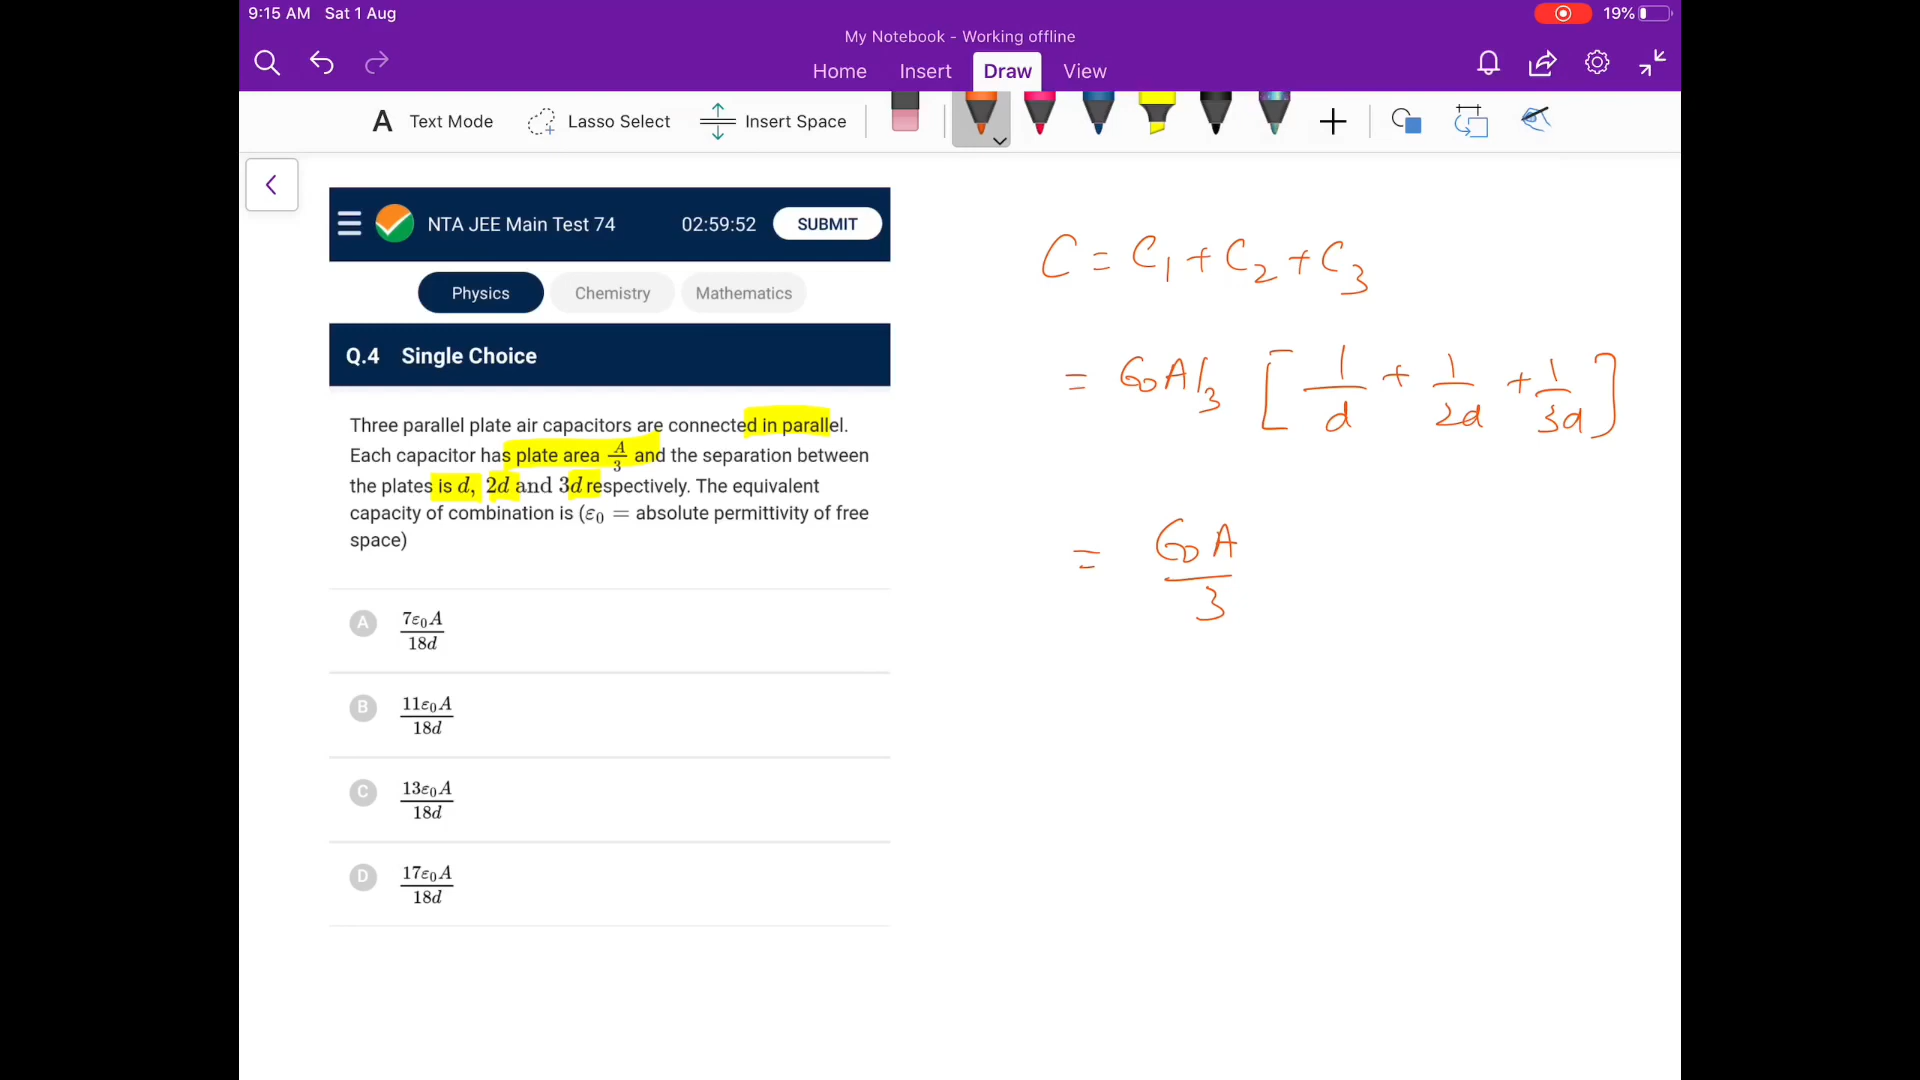 9:15 AM Sat 1 Aug
19%
My Notebook - Working offline
Home Insert Draw View
A Text Mode Lasso Select Insert Space
NTA JEE Main Test 74 02:59:52 SUBMIT
Physics Chemistry Mathematics
Q.4 Single Choice
Three parallel plate air capacitors are connected in parallel.
Each capacitor has plate area A/3 and the separation between
the plates is d, 2d and 3d respectively. The equivalent
capacity of combination is (ε₀ = absolute permittivity of free
space)
A 7ε₀A/18d
B 11ε₀A/18d
C 13ε₀A/18d
D 17ε₀A/18d
C = C₁ + C₂ + C₃
= ε₀A/3 [1/d + 1/2d + 1/3d]
= ε₀A/3